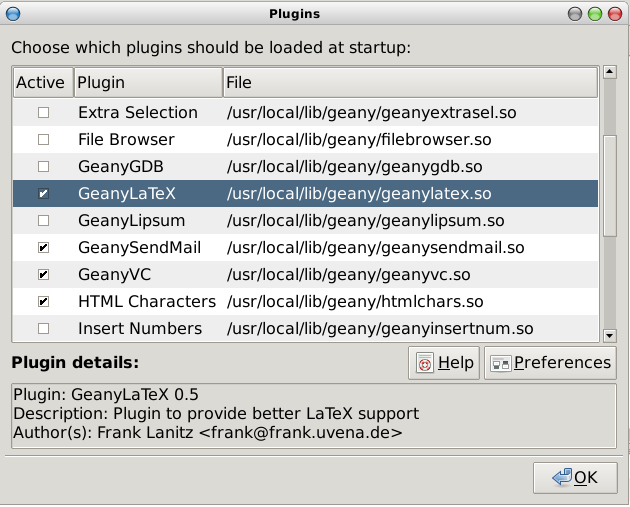 Plugins
Choose which plugins should be loaded at startup:
Active Plugin File
Extra Selection /usr/local/lib/geany/geanyextrasel.so
File Browser /usr/local/lib/geany/filebrowser.so
GeanyGDB /usr/local/lib/geany/geanygdb.so
GeanyLaTeX /usr/local/lib/geany/geanylatex.so
GeanyLipsum /usr/local/lib/geany/geanylipsum.so
GeanySendMail /usr/local/lib/geany/geanysendmail.so
GeanyVC /usr/local/lib/geany/geanyvc.so
HTML Characters /usr/local/lib/geany/htmlchars.so
Insert Numbers /usr/local/lib/geany/geanyinsertnum.so
Plugin details: Help Preferences
Plugin: GeanyLaTeX 0.5
Description: Plugin to provide better LaTeX support
Author(s): Frank Lanitz <frank@frank.uvena.de>
OK